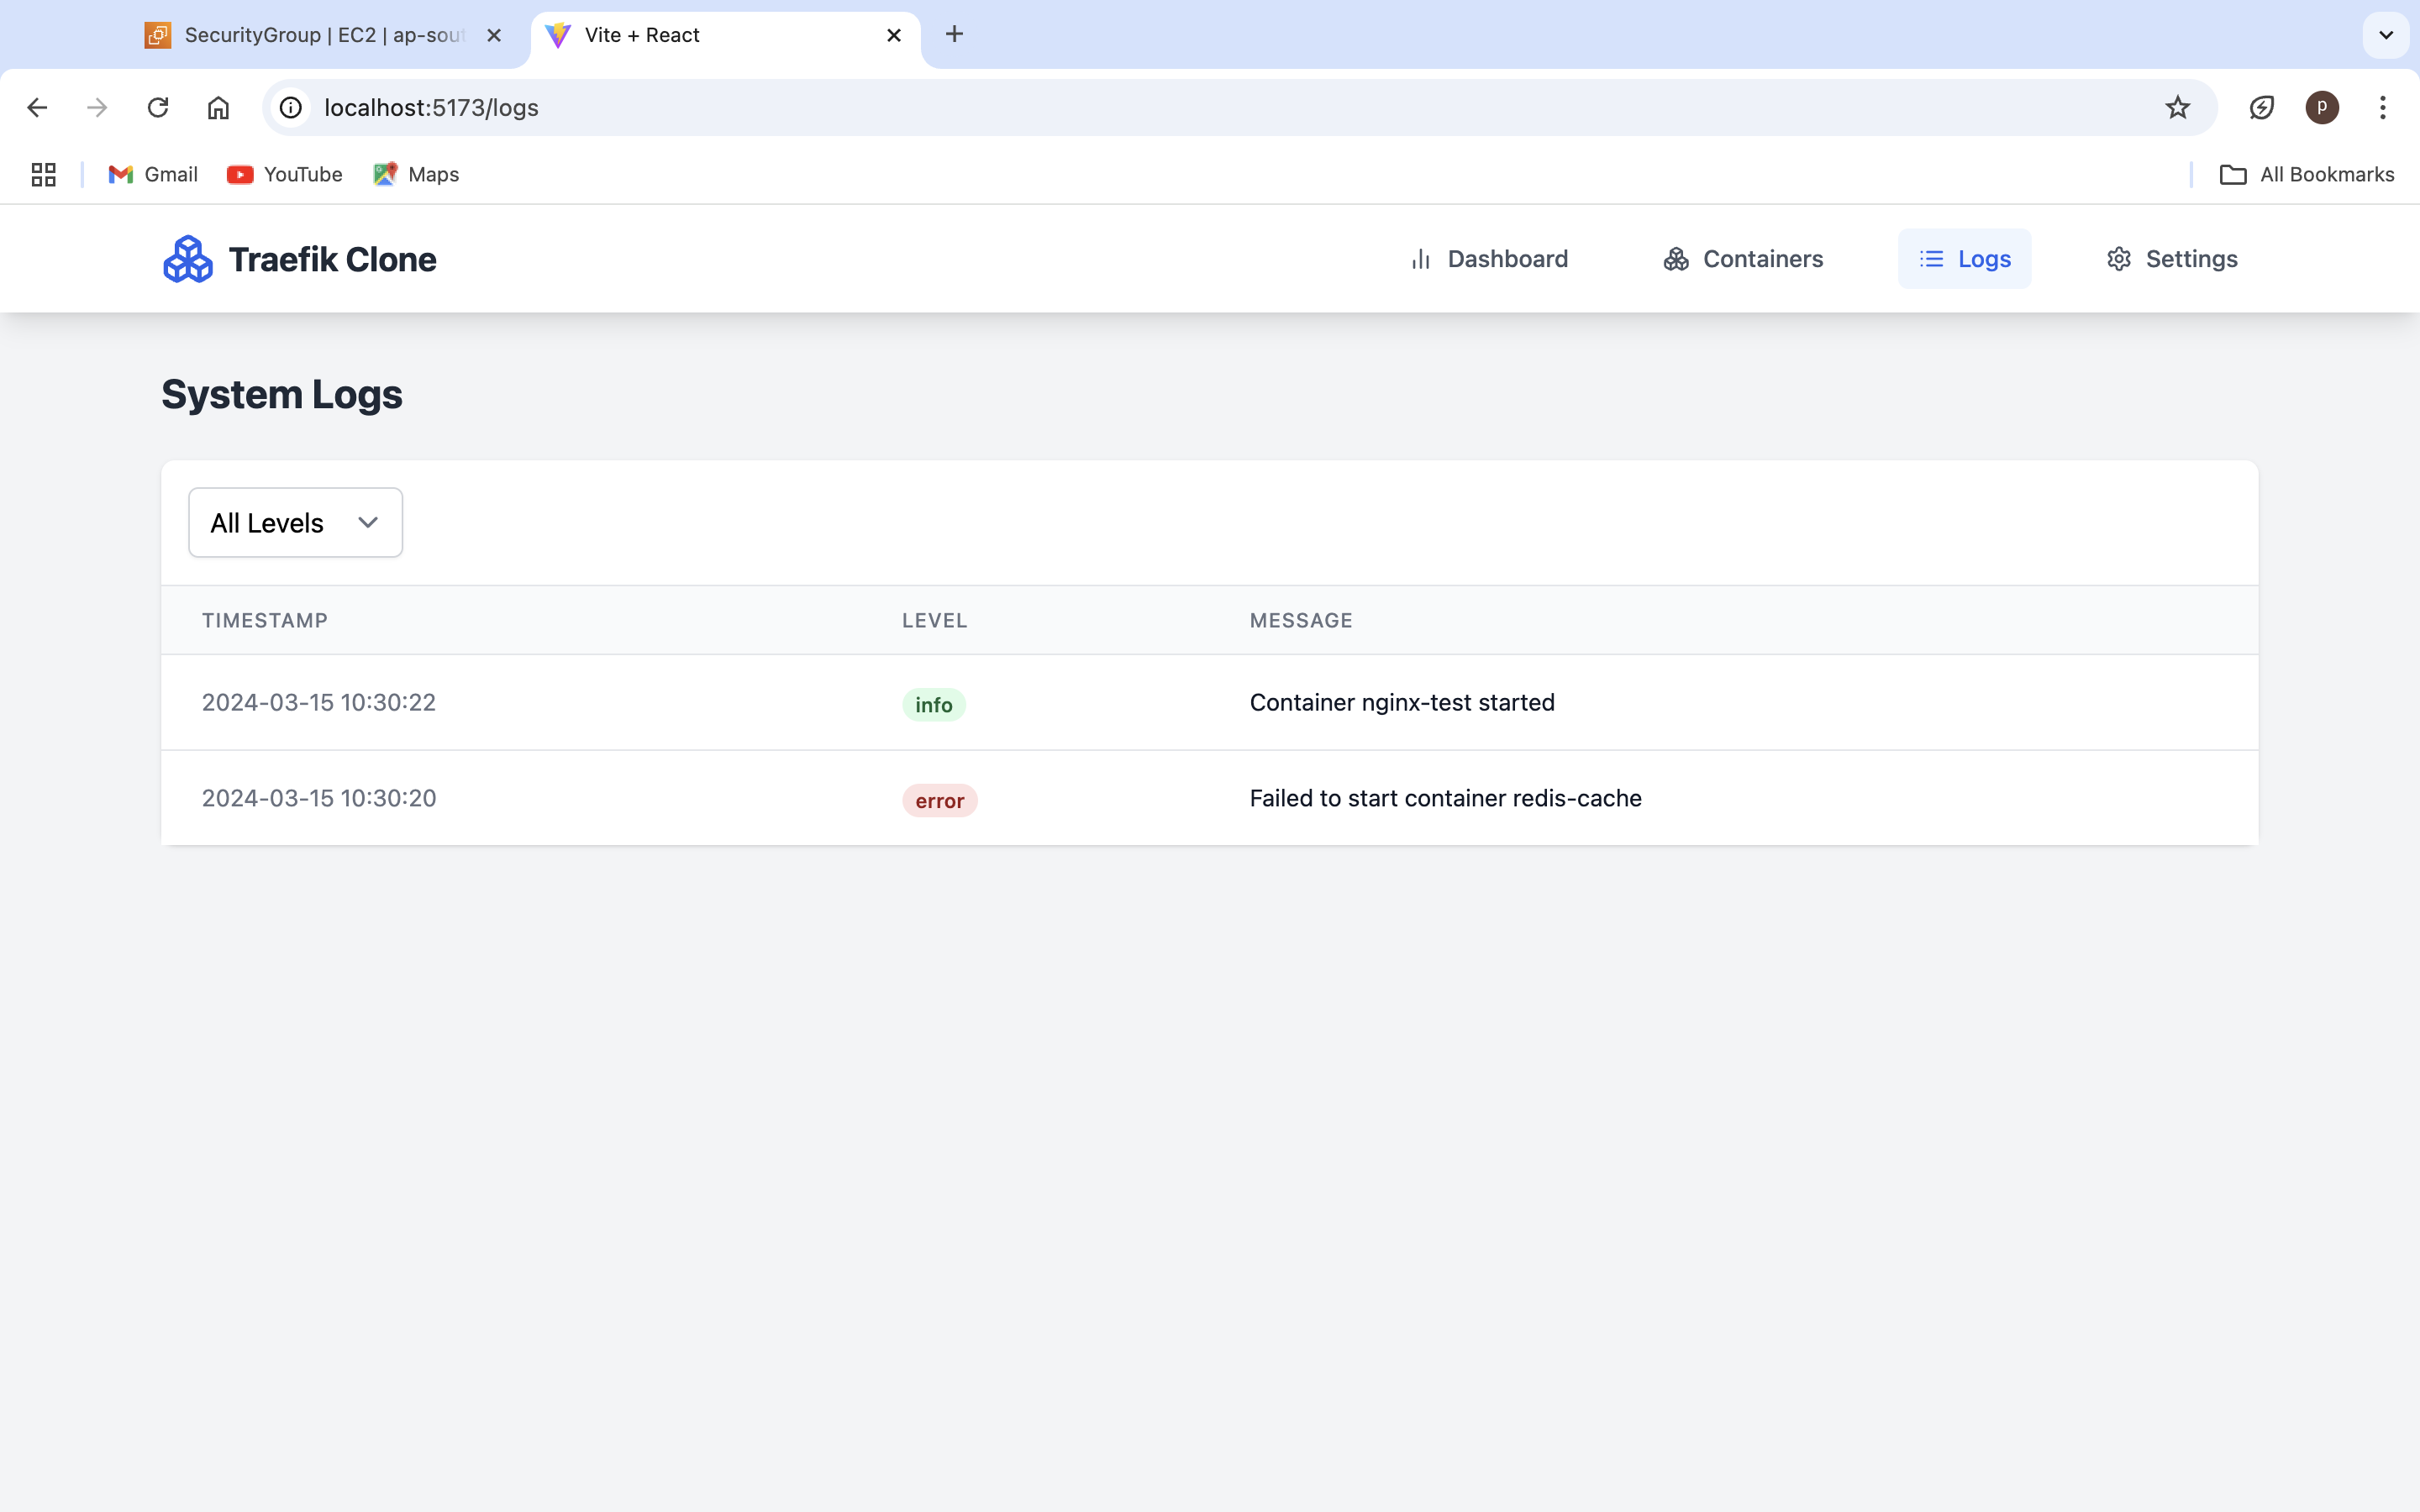 SecurityGroup | EC2 | ap-sout
Vite + React
localhost:5173/logs
p
Gmail
YouTube
Maps
All Bookmarks
Traefik Clone
Dashboard
Containers
Logs
Settings
System Logs
All Levels
TIMESTAMP LEVEL MESSAGE
2024-03-15 10:30:22 info Container nginx-test started
2024-03-15 10:30:20 error Failed to start container redis-cache